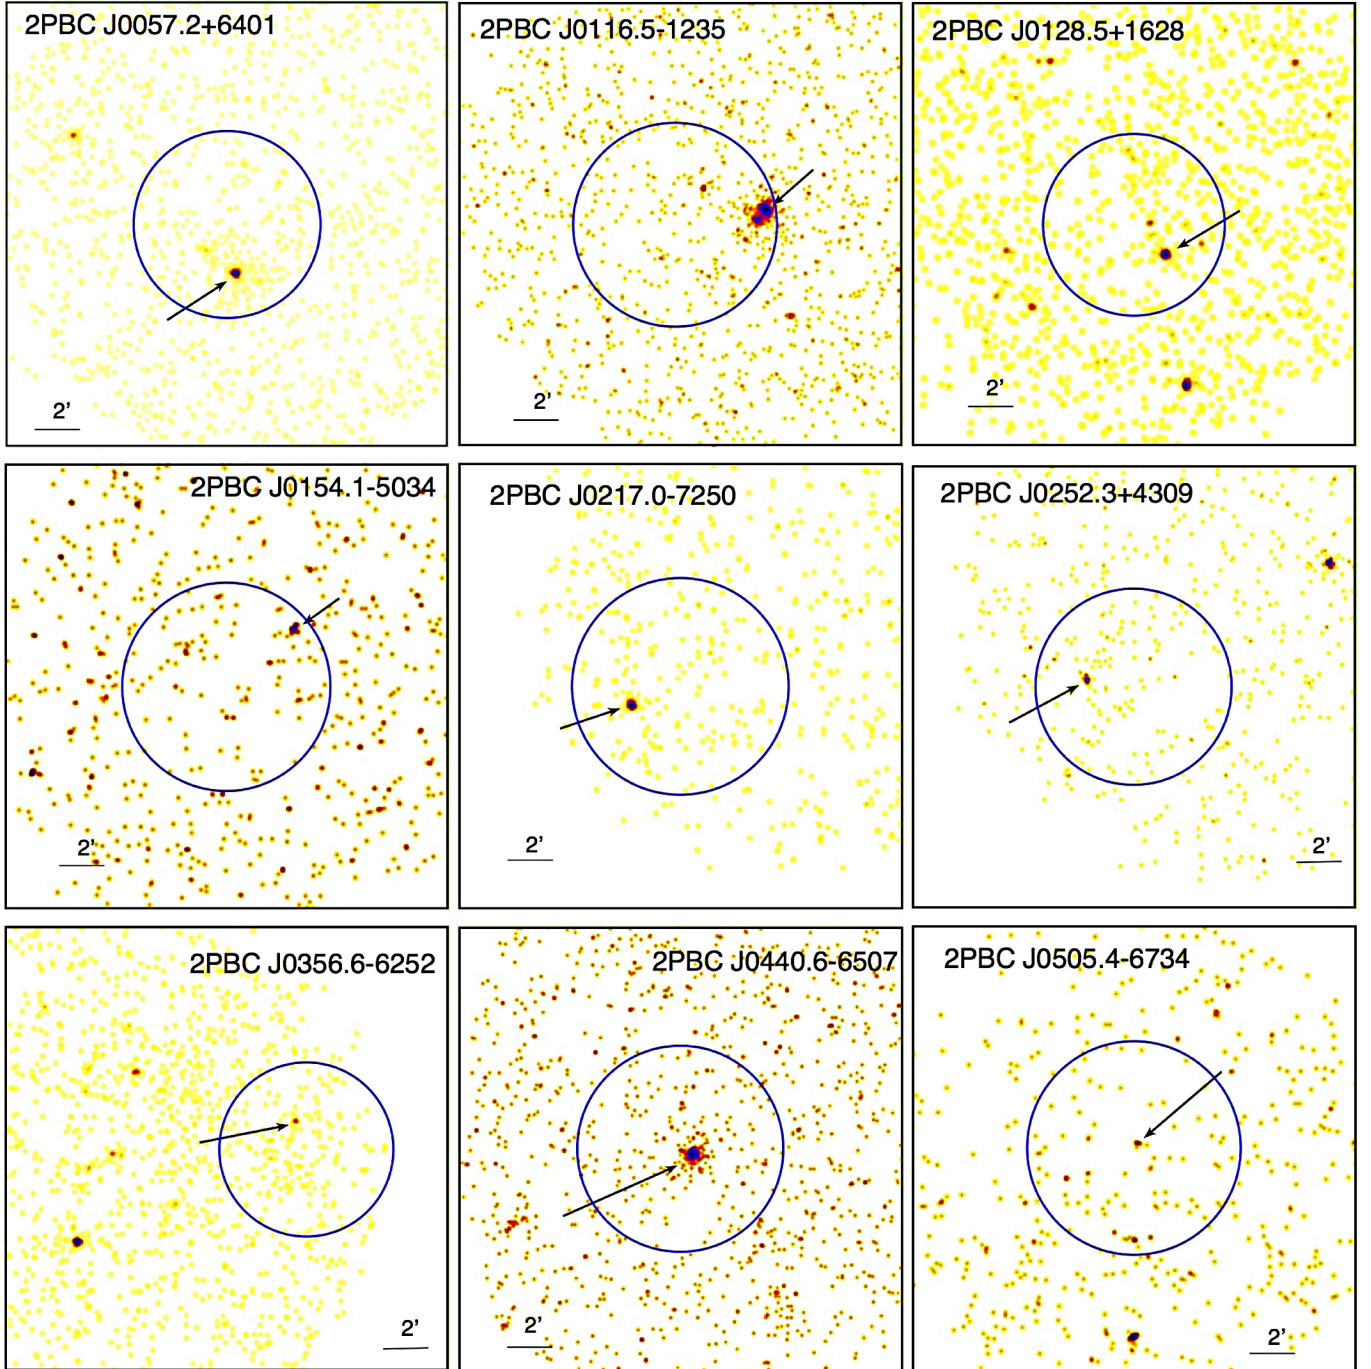 2PBC J0057.2+6401
2'
2PBC J0116.5-1235
2'
2PBC J0128.5+1628
2'
2PBC J0154.1-5034
2'
2PBC J0217.0-7250
2'
2PBC J0252.3+4309
2'
2PBC J0356.6-6252
2'
2PBC J0440.6-6507
2'
2PBC J0505.4-6734
2'